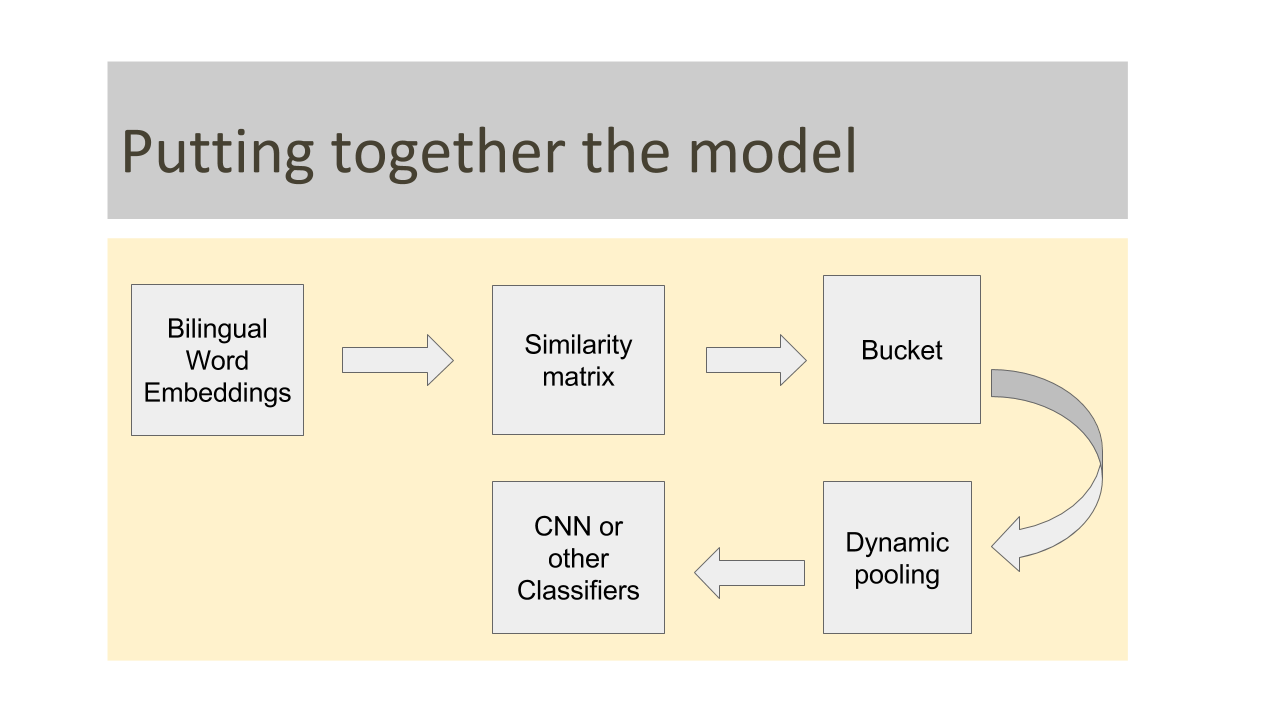 Putting together the model
Bilingual
Word
Embeddings
Similarity
matrix
Bucket
CNN or
other
Classifiers
Dynamic
pooling